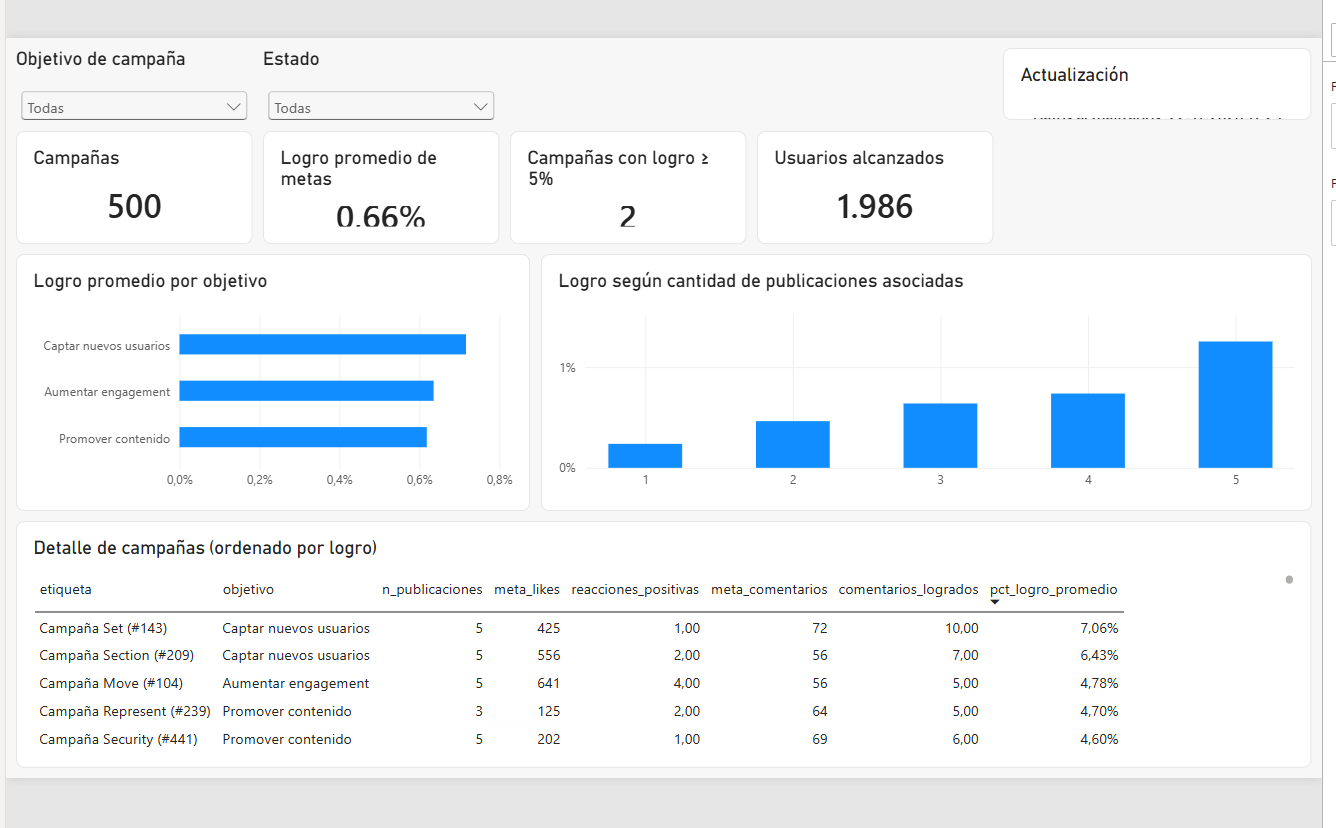 Objetivo de campaña
Estado
Actualización
Todas
Todas
Campañas
Logro promedio de
metas
Campañas con logro ≥
5%
Usuarios alcanzados
500
0.66%
2
1.986
Logro promedio por objetivo
Captar nuevos usuarios
Aumentar engagement
Promover contenido
0,0%
0,2%
0,4%
0,6%
0,8%
Logro según cantidad de publicaciones asociadas
1%
0%
1
2
3
4
5
Detalle de campañas (ordenado por logro)
etiqueta objetivo n_publicaciones meta_likes reacciones_positivas meta_comentarios comentarios_logrados pct_logro_promedio
Campaña Set (#143) Captar nuevos usuarios 5 425 1,00 72 10,00 7,06%
Campaña Section (#209) Captar nuevos usuarios 5 556 2,00 56 7,00 6,43%
Campaña Move (#104) Aumentar engagement 5 641 4,00 56 5,00 4,78%
Campaña Represent (#239) Promover contenido 3 125 2,00 64 5,00 4,70%
Campaña Security (#441) Promover contenido 5 202 1,00 69 6,00 4,60%